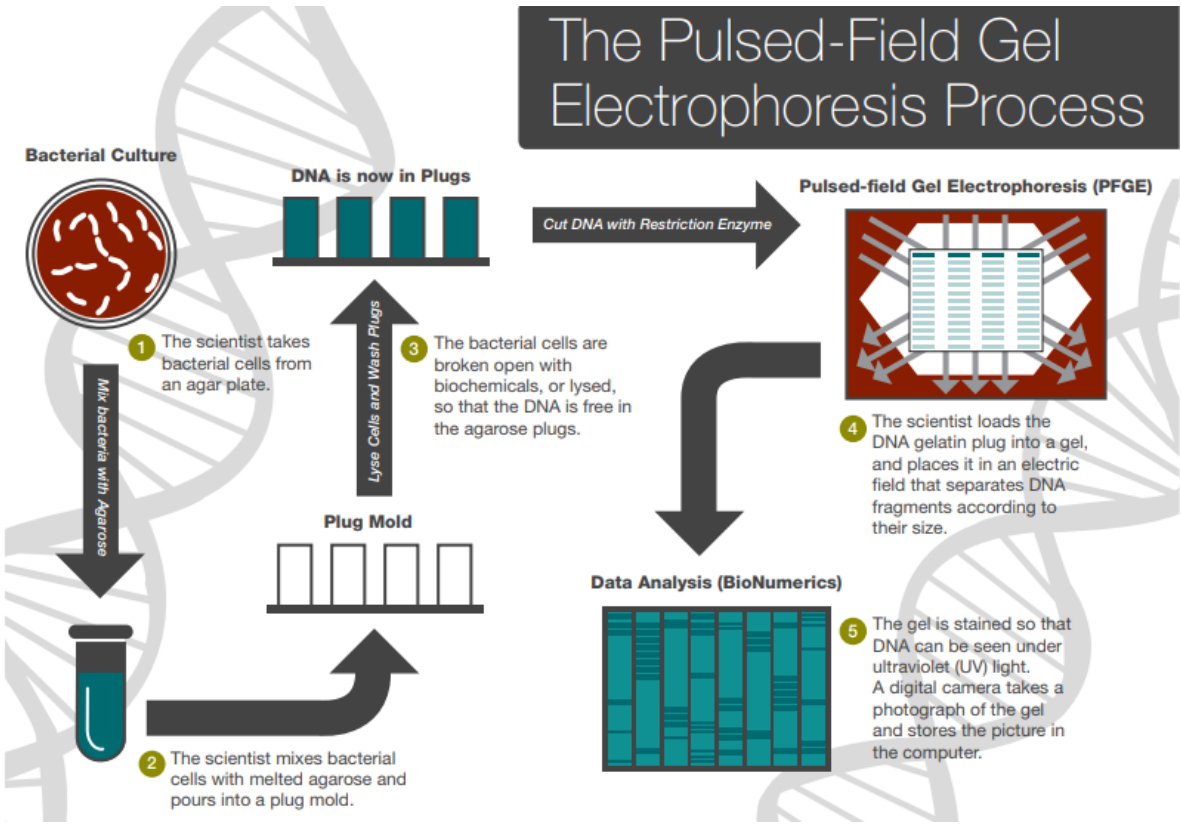 The Pulsed-Field Gel
Electrophoresis Process
Bacterial Culture
1
The scientist takes
bacterial cells from
an agar plate.
Mix bacteria with Agarose
2
The scientist mixes bacterial
cells with melted agarose and
pours into a plug mold.
Plug Mold
Lyse Cells and Wash Plugs
3
The bacterial cells are
broken open with
biochemicals, or lysed,
so that the DNA is free in
the agarose plugs.
DNA is now in Plugs
Cut DNA with Restriction Enzyme
Pulsed-field Gel Electrophoresis (PFGE)
4
The scientist loads the
DNA gelatin plug into a gel,
and places it in an electric
field that separates DNA
fragments according to
their size.
Data Analysis (BioNumerics)
5
The gel is stained so that
DNA can be seen under
ultraviolet (UV) light.
A digital camera takes a
photograph of the gel
and stores the picture in
the computer.